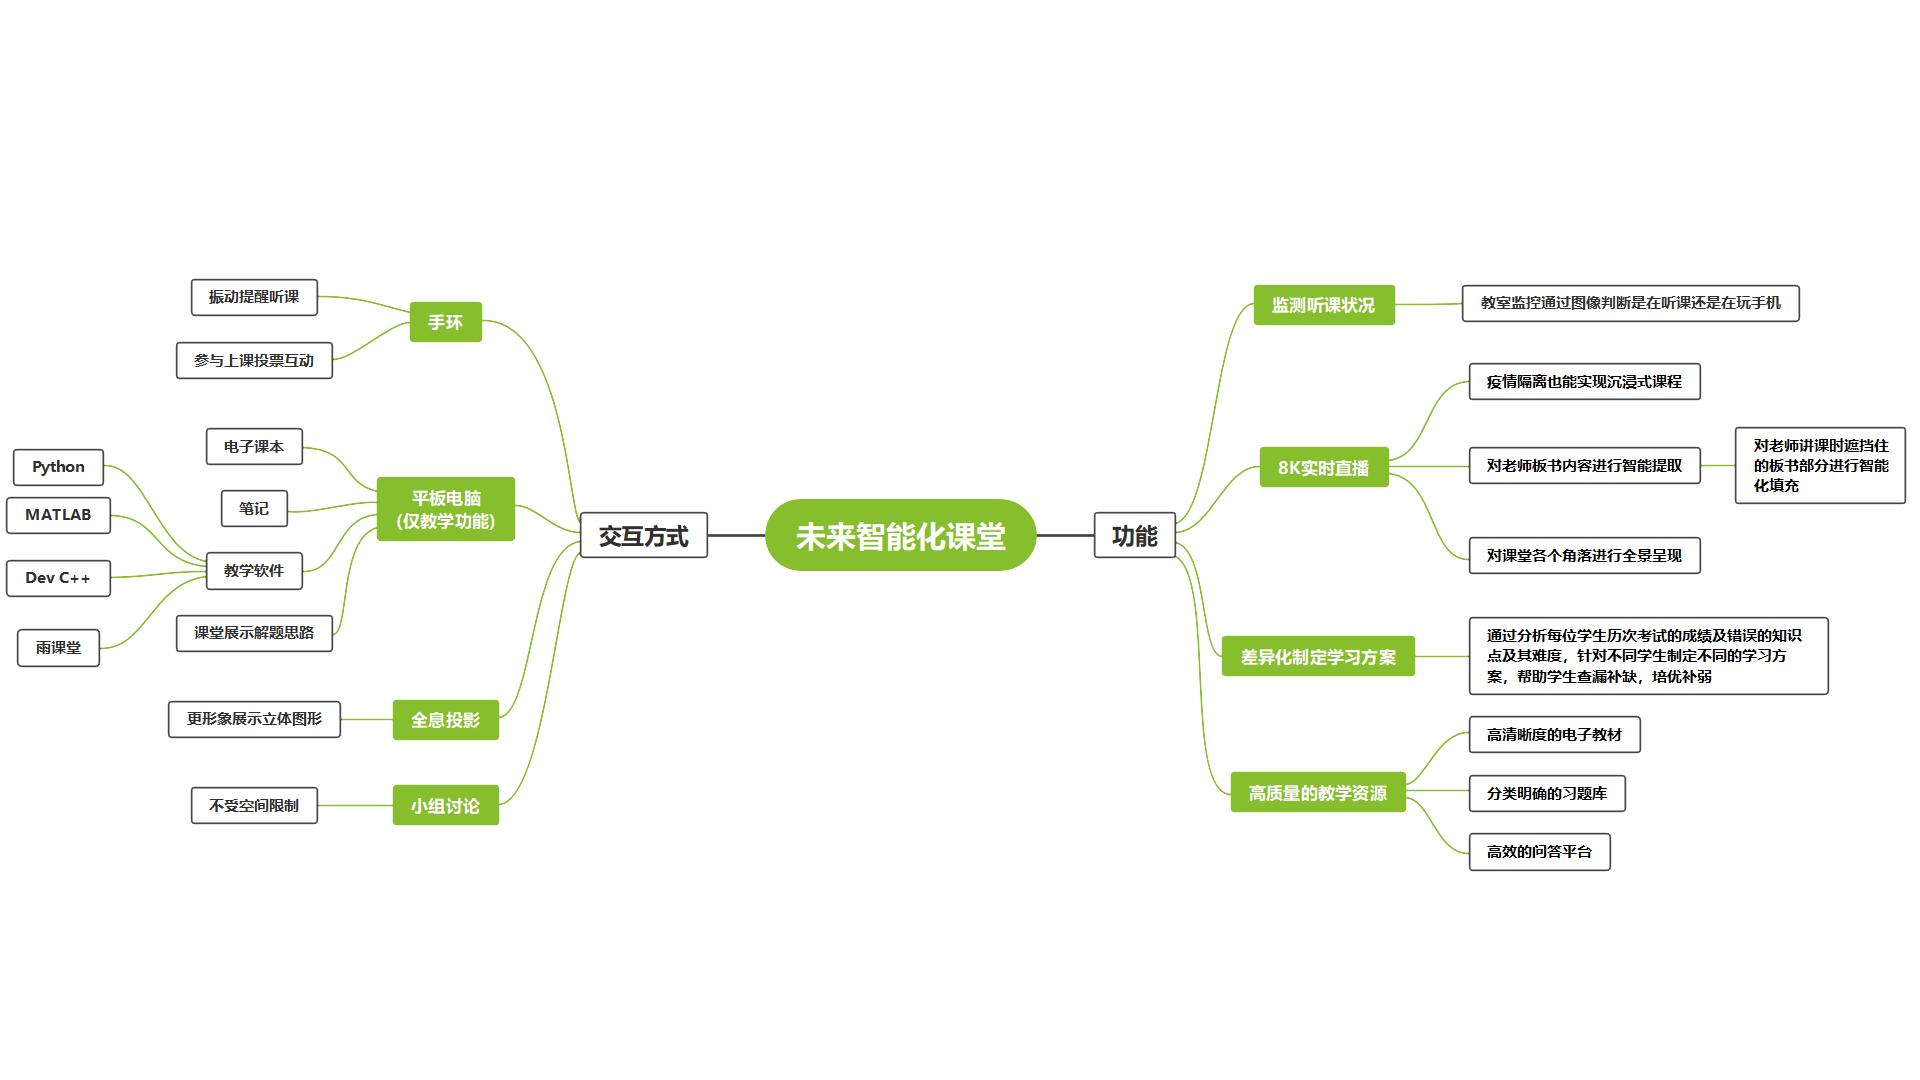 未来智能化课堂
交互方式
手环
振动提醒听课
参与上课投票互动
平板电脑
(仅教学功能)
电子课本
笔记
教学软件
Python
MATLAB
Dev C++
雨课堂
课堂展示解题思路
全息投影
更形象展示立体图形
小组讨论
不受空间限制
功能
监测听课状况
教室监控通过图像判断是在听课还是在玩手机
8K实时直播
疫情隔离也能实现沉浸式课程
对老师板书内容进行智能提取
对老师讲课时遮挡住
的板书部分进行智能
化填充
对课堂各个角落进行全景呈现
差异化制定学习方案
通过分析每位学生历次考试的成绩及错误的知识
点及其难度，针对不同学生制定不同的学习方
案，帮助学生查漏补缺，培优补弱
高质量的教学资源
高清晰度的电子教材
分类明确的习题库
高效的问答平台